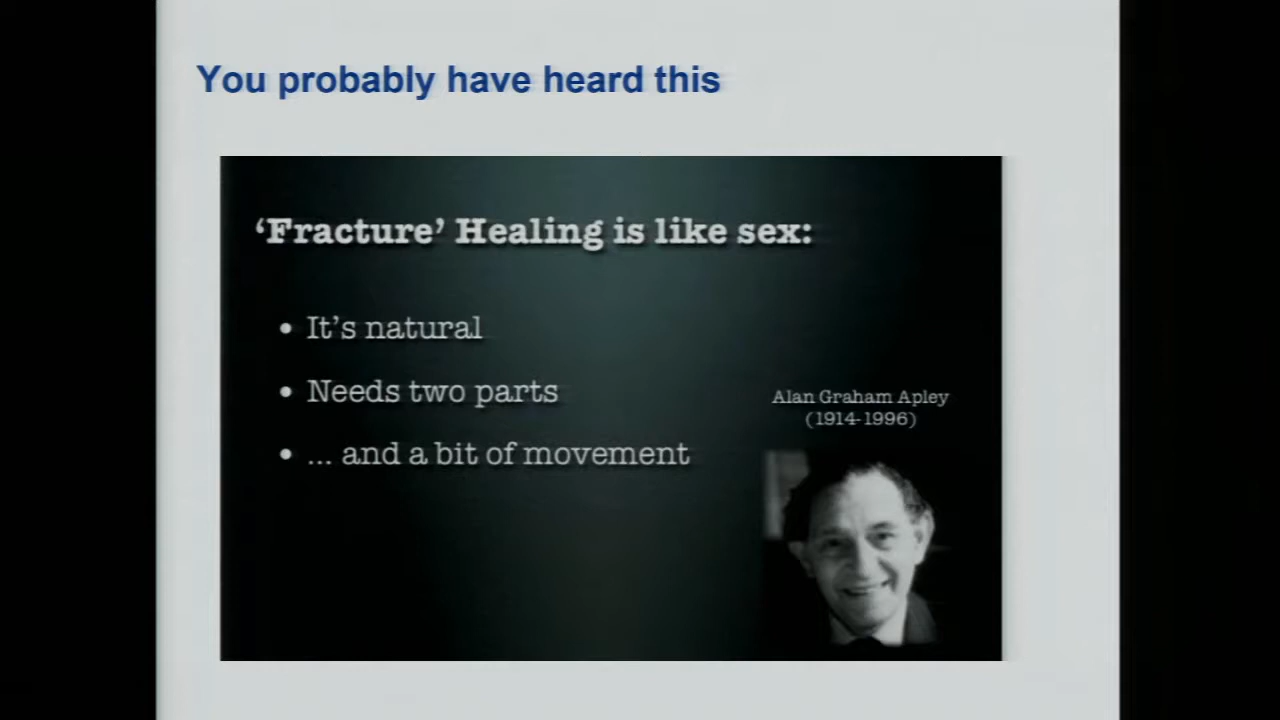 You probably have heard this
‘Fracture’ Healing is like sex:
• It’s natural
• Needs two parts
• ... and a bit of movement
Alan Graham Apley
(1914-1996)